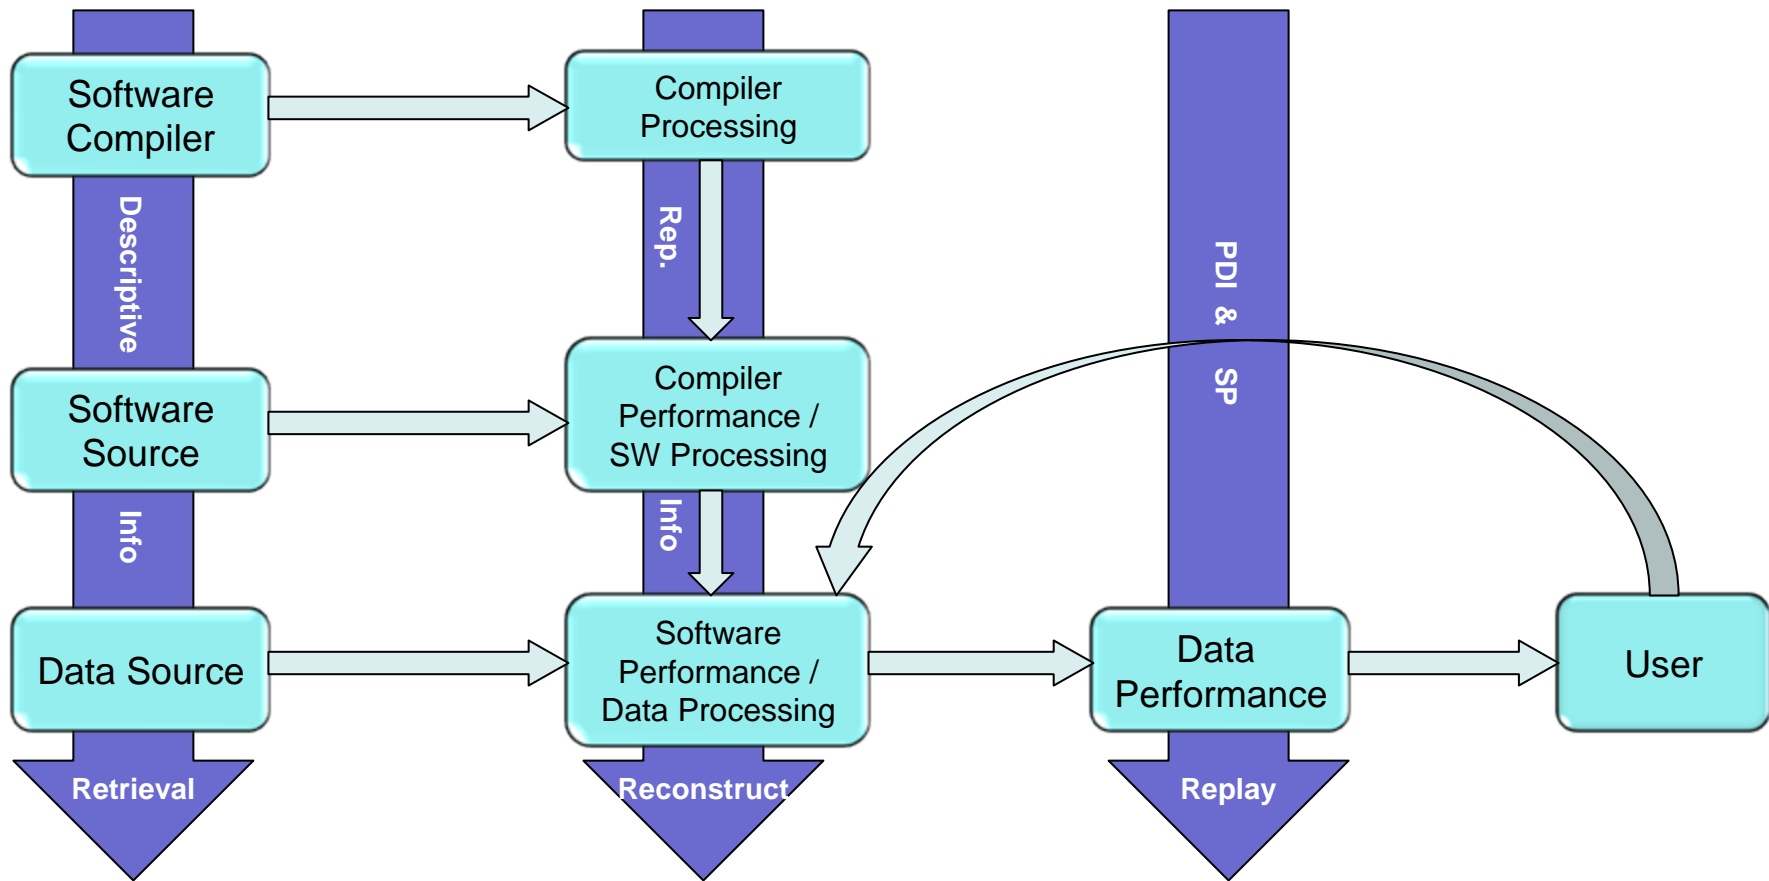 Software
Compiler
Compiler
Processing
Descriptive
Rep.
PDI & SP
Software
Source
Compiler
Performance /
SW Processing
Info
Info
Data Source
Software
Performance /
Data Processing
Data
Performance
User
Retrieval
Reconstruct
Replay